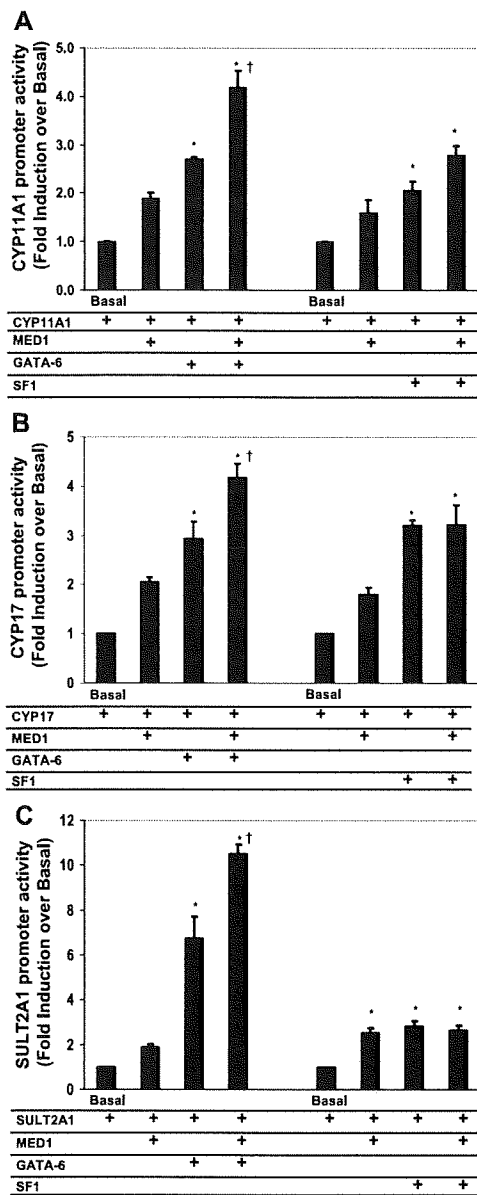 A
CYP11A1 promoter activity
(Fold Induction over Basal)
5.0
4.0
3.0
2.0
1.0
0.0
* * † * *
Basal Basal
CYP11A1 + + + + + + + +
MED1 + + + +
GATA-6 + +
SF1 + +
B
CYP17 promoter activity
(Fold Induction over Basal)
5
4
3
2
1
0
* * † * *
Basal Basal
CYP17 + + + + + + + +
MED1 + + + +
GATA-6 + +
SF1 + +
C
SULT2A1 promoter activity
(Fold Induction over Basal)
12
10
8
6
4
2
0
* * † * * *
Basal Basal
SULT2A1 + + + + + + + +
MED1 + + + +
GATA-6 + +
SF1 + +